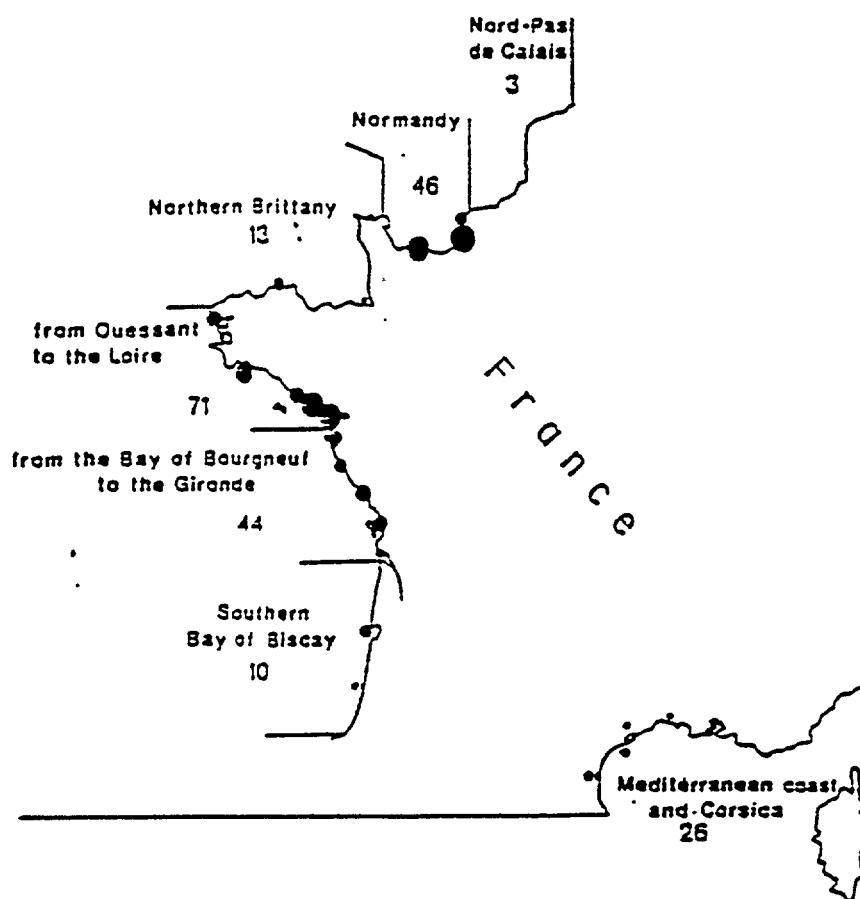 Nord-Pas
de Calais
3
Normandy
46
Northern Brittany
13
from Ouessant
to the Loire
71
France
from the Bay of Bourgneuf
to the Gironde
44
Southern
Bay of Biscay
10
Mediterranean coast
and Corsica
26